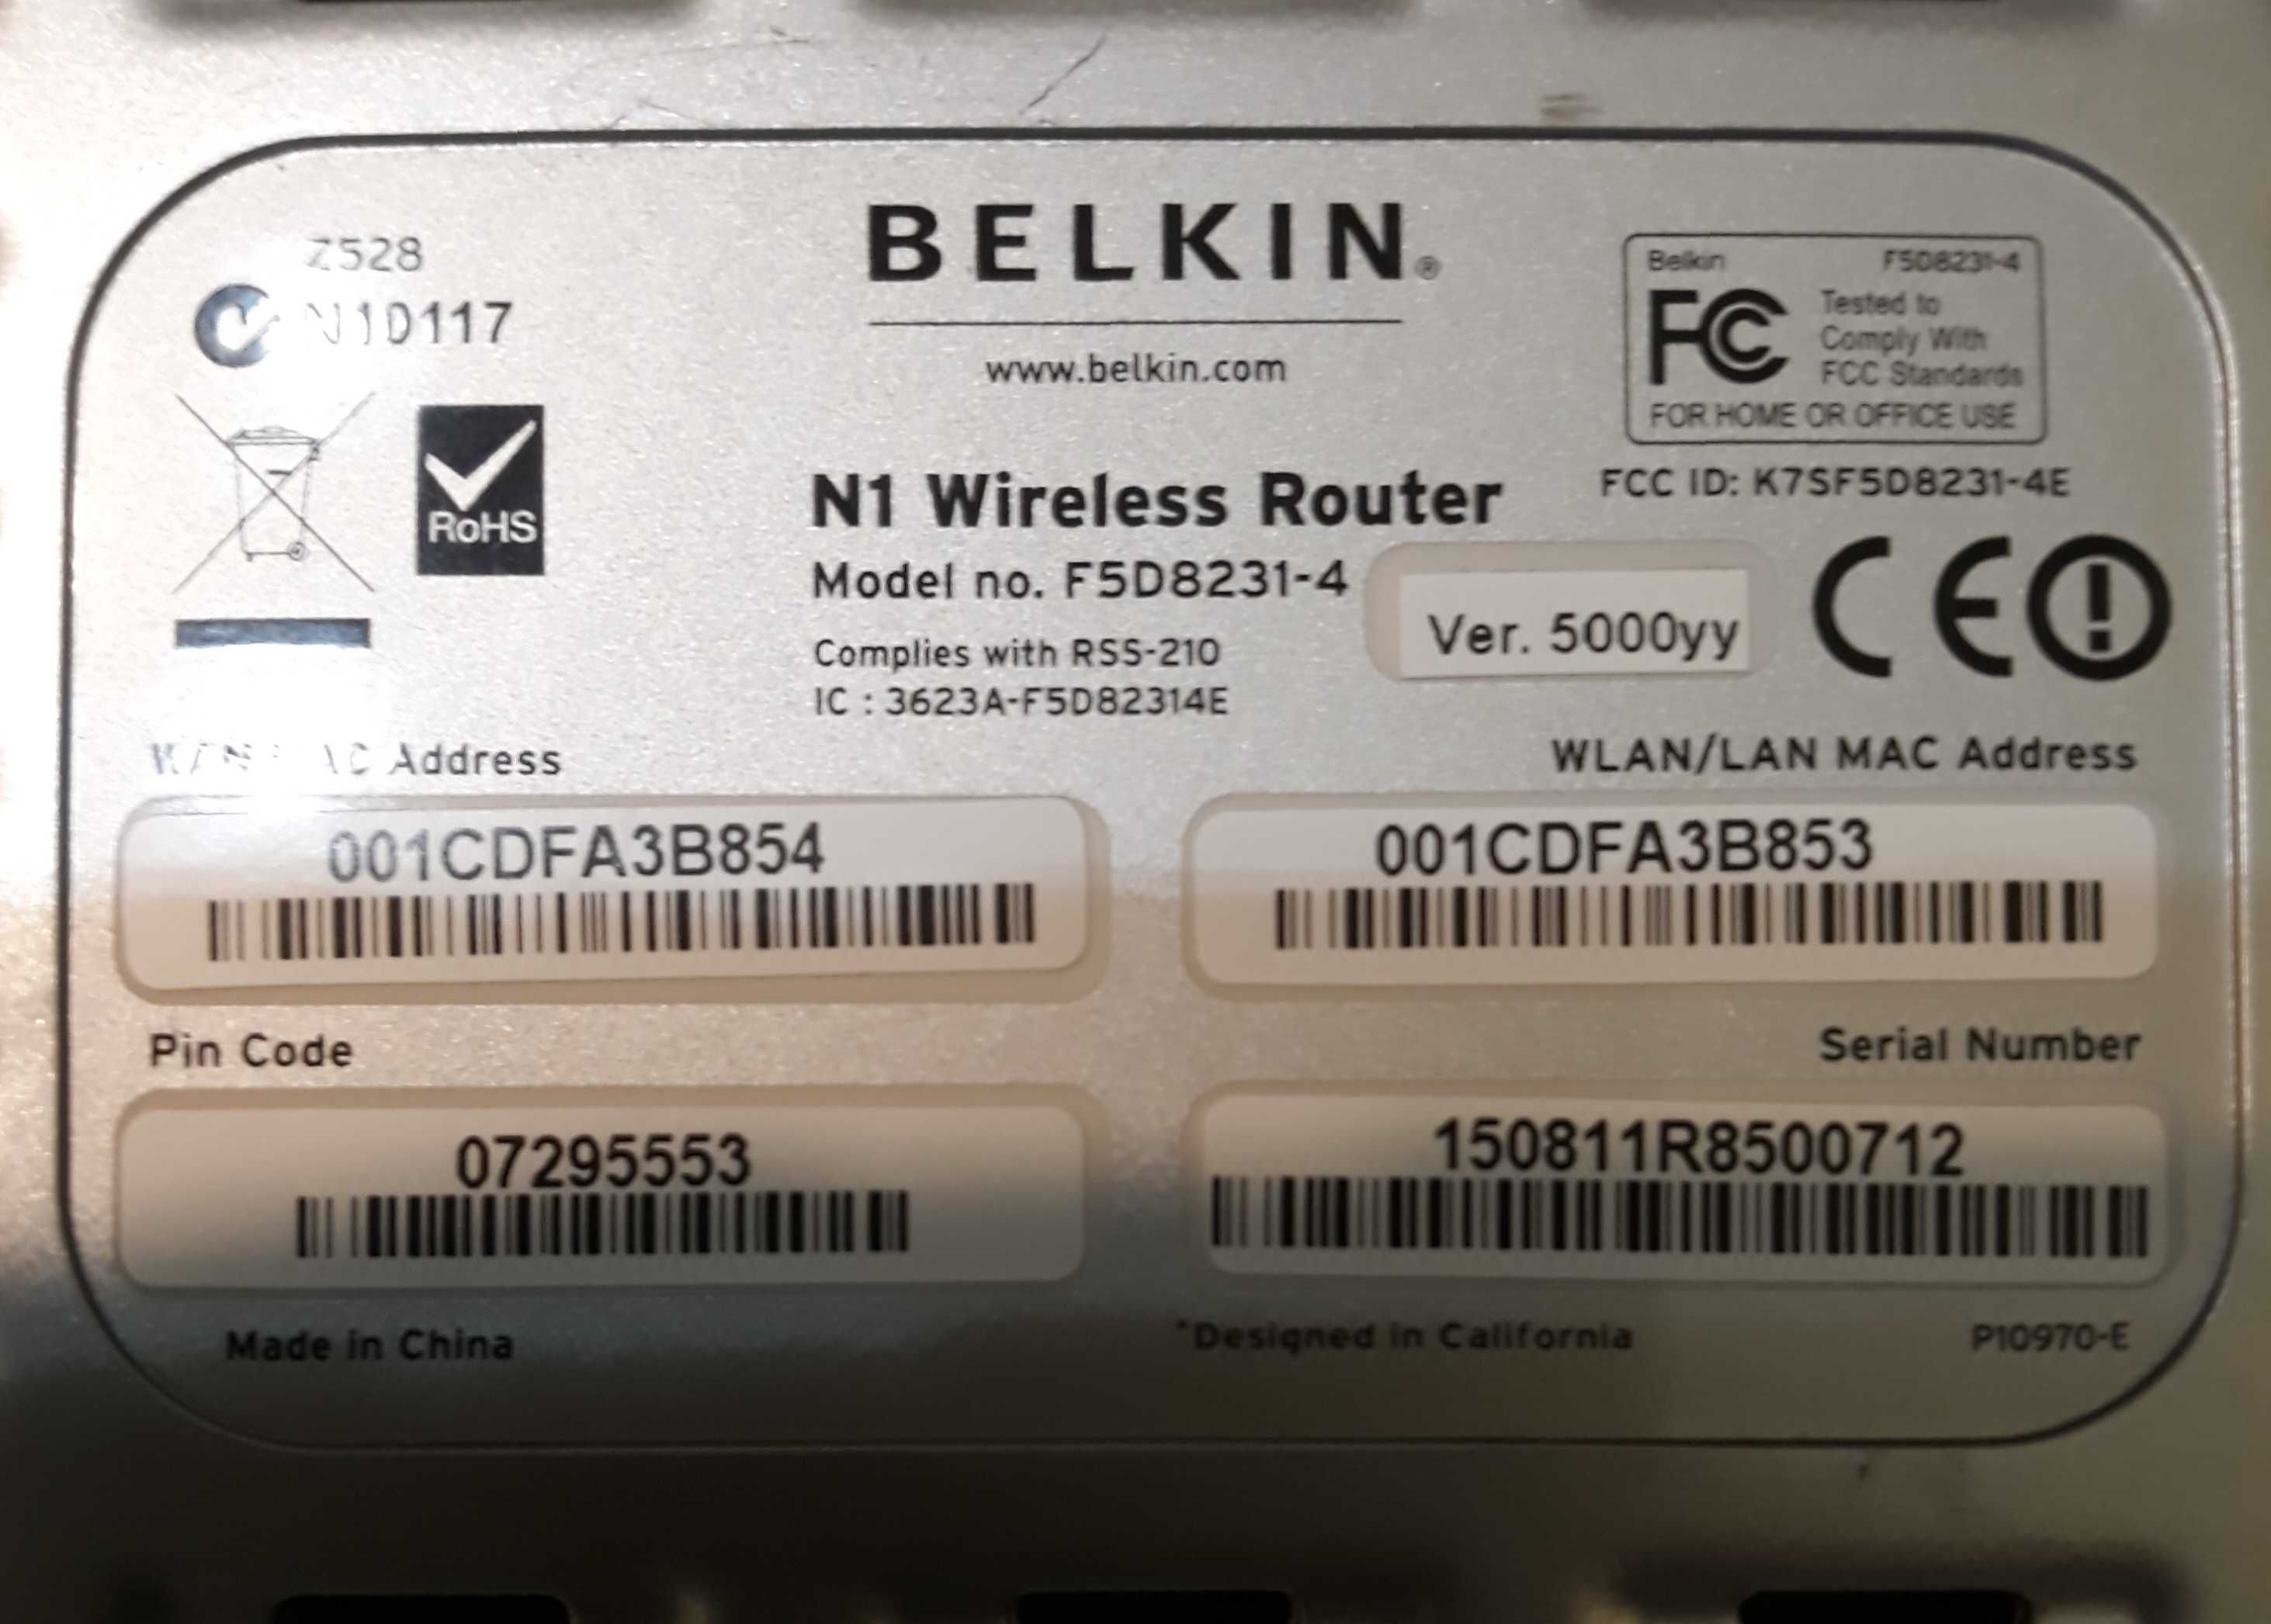 Z528
N10117
BELKIN®
www.belkin.com
Belkin F5D8231-4
FC
Tested to
Comply With
FCC Standards
FOR HOME OR OFFICE USE
FCC ID: K7SF5D8231-4E
RoHS
N1 Wireless Router
Model no. F5D8231-4
Ver. 5000yy
CE
Complies with RSS-210
IC : 3623A-F5D82314E
Address
WLAN/LAN MAC Address
001CDFA3B854
001CDFA3B853
Pin Code
Serial Number
07295553
150811R8500712
Made in China
*Designed in California
P10970-E